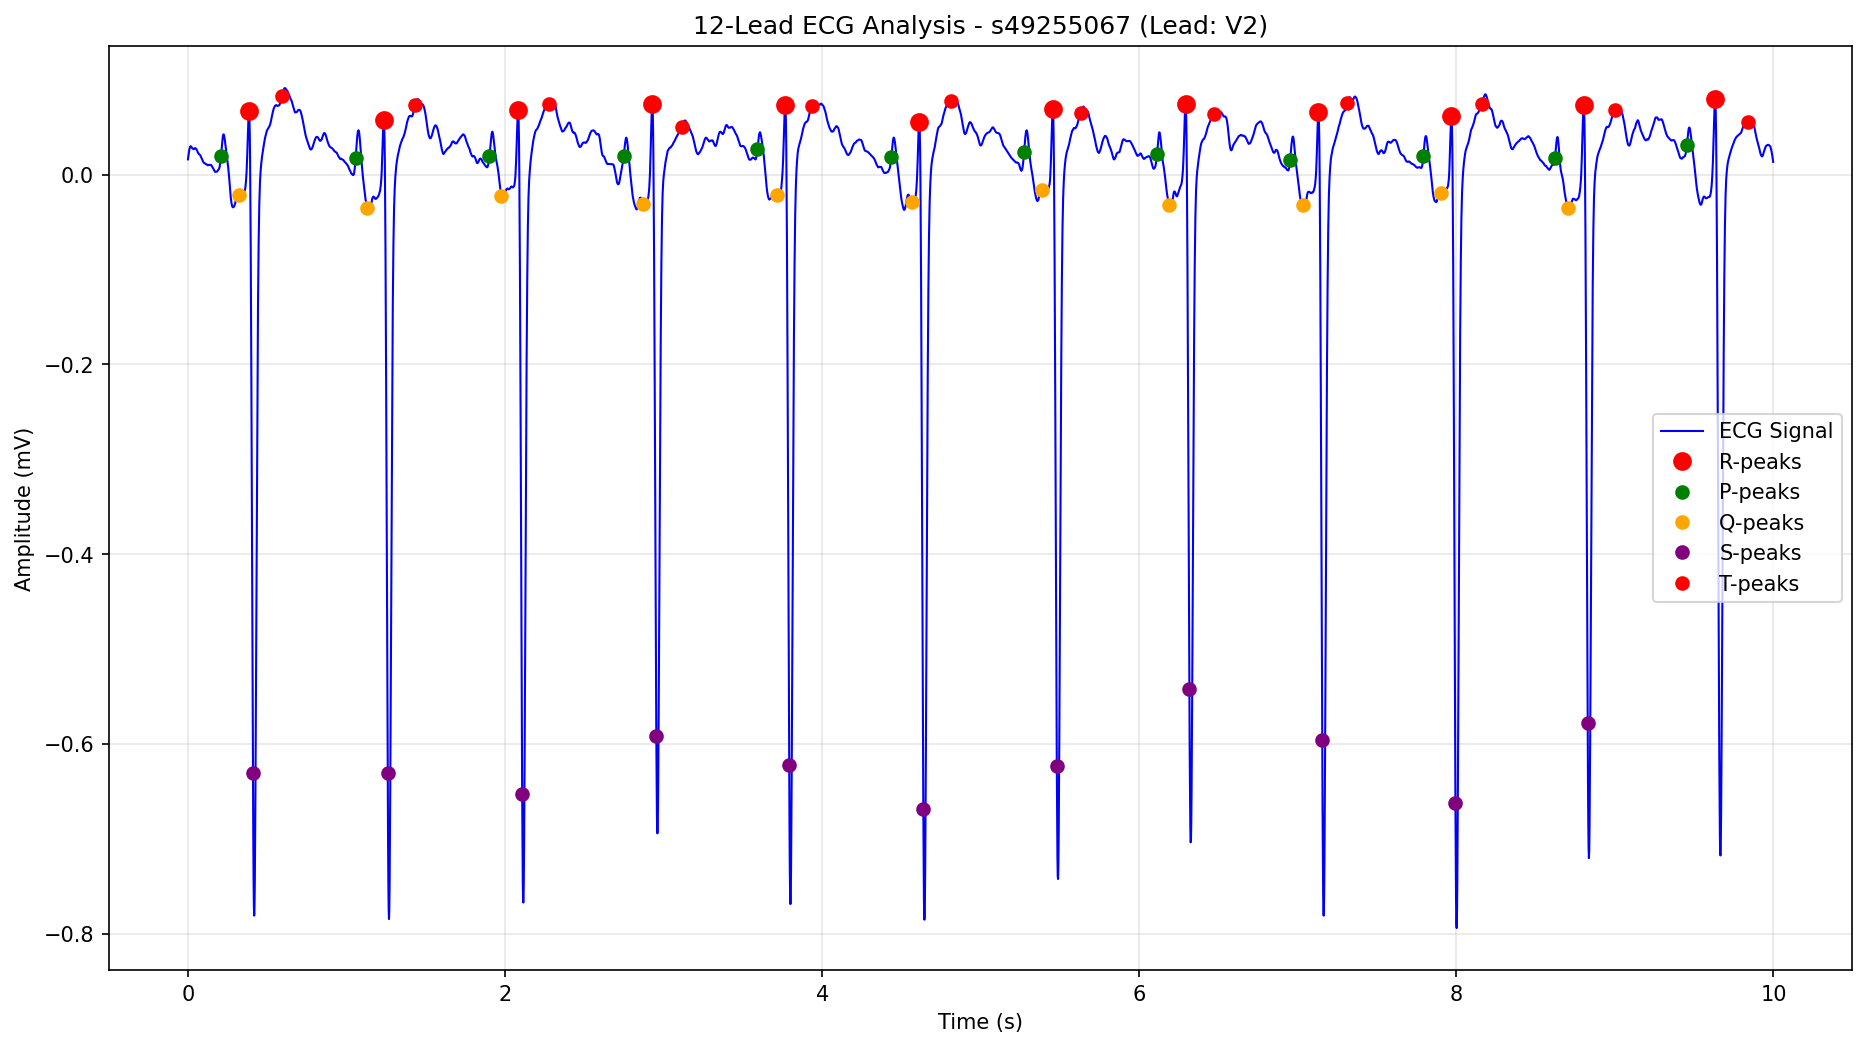 12-Lead ECG Analysis - s49255067 (Lead: V2)
0.0
−0.2
−0.4
−0.6
−0.8
Amplitude (mV)
ECG Signal
R-peaks
P-peaks
Q-peaks
S-peaks
T-peaks
0 2 4 6 8 10
Time (s)